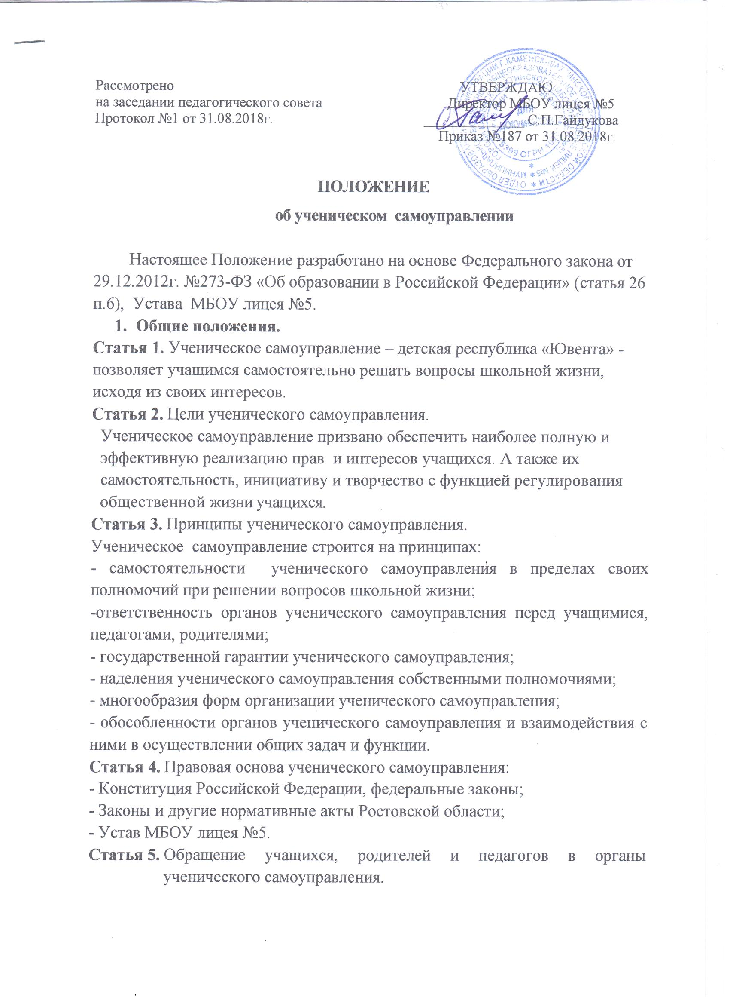 Рассмотрено
на заседании педагогического совета
Протокол №1 от 31.08.2018г.
УТВЕРЖДАЮ
Директор МБОУ лицея №5
С.П.Гайдукова
Приказ №187 от 31.08.2018г.
ПОЛОЖЕНИЕ
об ученическом самоуправлении
Настоящее Положение разработано на основе Федерального закона от
29.12.2012г. №273-ФЗ «Об образовании в Российской Федерации» (статья 26
п.6), Устава МБОУ лицея №5.
1. Общие положения.
Статья 1. Ученическое самоуправление – детская республика «Ювента» -
позволяет учащимся самостоятельно решать вопросы школьной жизни,
исходя из своих интересов.
Статья 2. Цели ученического самоуправления.
Ученическое самоуправление призвано обеспечить наиболее полную и
эффективную реализацию прав и интересов учащихся. А также их
самостоятельность, инициативу и творчество с функцией регулирования
общественной жизни учащихся.
Статья 3. Принципы ученического самоуправления.
Ученическое самоуправление строится на принципах:
- самостоятельности ученического самоуправления в пределах своих
полномочий при решении вопросов школьной жизни;
-ответственность органов ученического самоуправления перед учащимися,
педагогами, родителями;
- государственной гарантии ученического самоуправления;
- наделения ученического самоуправления собственными полномочиями;
- многообразия форм организации ученического самоуправления;
- обособленности органов ученического самоуправления и взаимодействия с
ними в осуществлении общих задач и функции.
Статья 4. Правовая основа ученического самоуправления:
- Конституция Российской Федерации, федеральные законы;
- Законы и другие нормативные акты Ростовской области;
- Устав МБОУ лицея №5.
Статья 5. Обращение учащихся, родителей и педагогов в органы
ученического самоуправления.